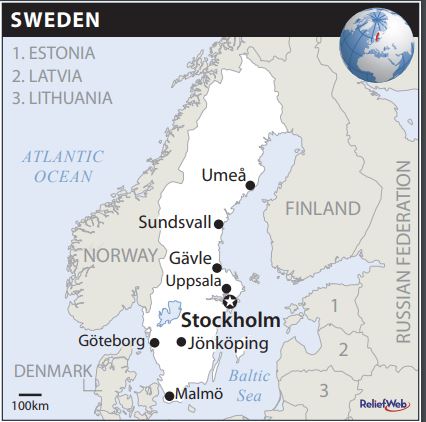 SWEDEN
1. ESTONIA
2. LATVIA
3. LITHUANIA
ATLANTIC
OCEAN
Umeå
Sundsvall
FINLAND
RUSSIAN FEDERATION
NORWAY
Gävle
Uppsala
Stockholm
1
Göteborg
Jönköping
2
DENMARK
Baltic
Sea
Malmö
3
100km
ReliefWeb